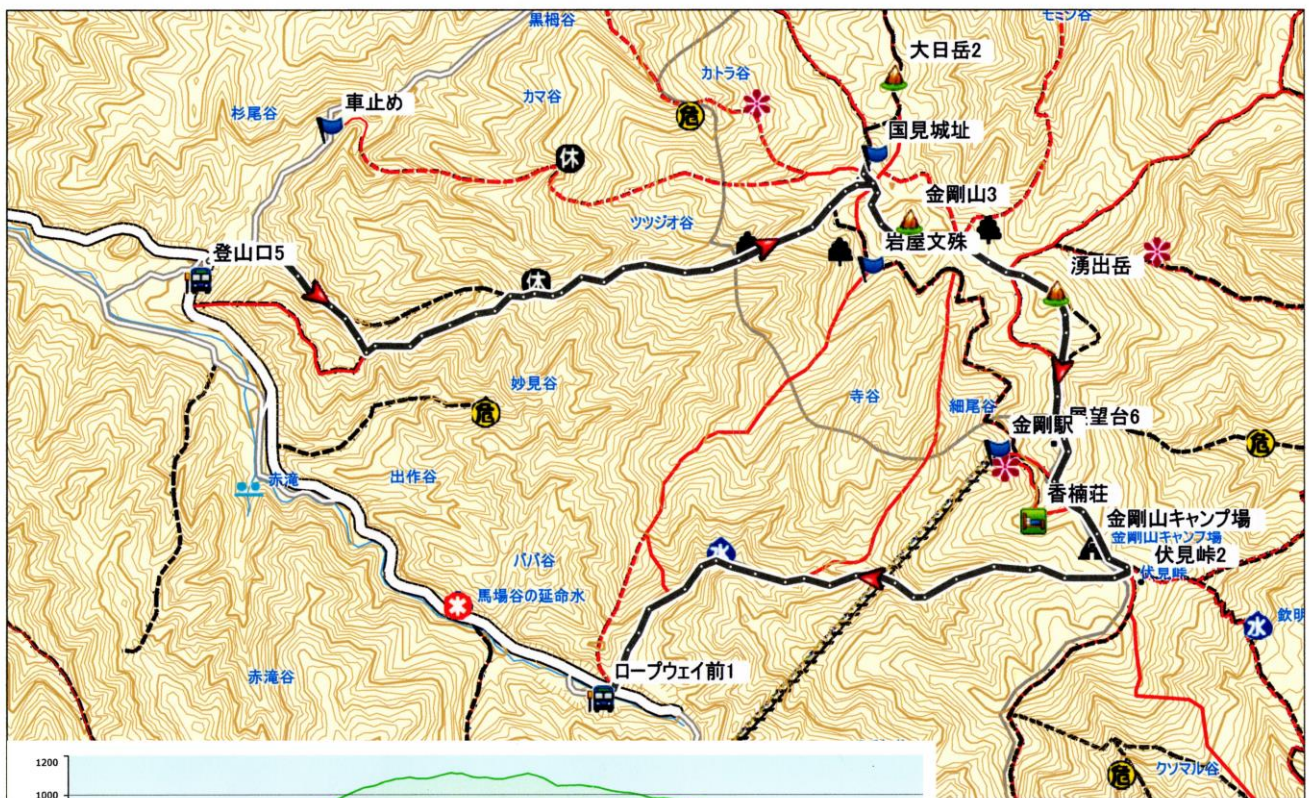 黒栂谷
セミン谷
大日岳2
カトラ谷
カマ谷
危
車止め
杉尾谷
国見城址
休
金剛山3
ツツジオ谷
岩屋文殊
登山口5
湧出岳
休
妙見谷
寺谷
細尾谷
危
金剛駅
展望台6
危
出作谷
赤滝
香楠荘
金剛山キャンプ場
金剛山キャンプ場
ババ谷
水
伏見峠2
伏見峠
馬場谷の延命水
欽明
水
赤滝谷
ロープウェイ前1
クソマル谷
危
1200
1000